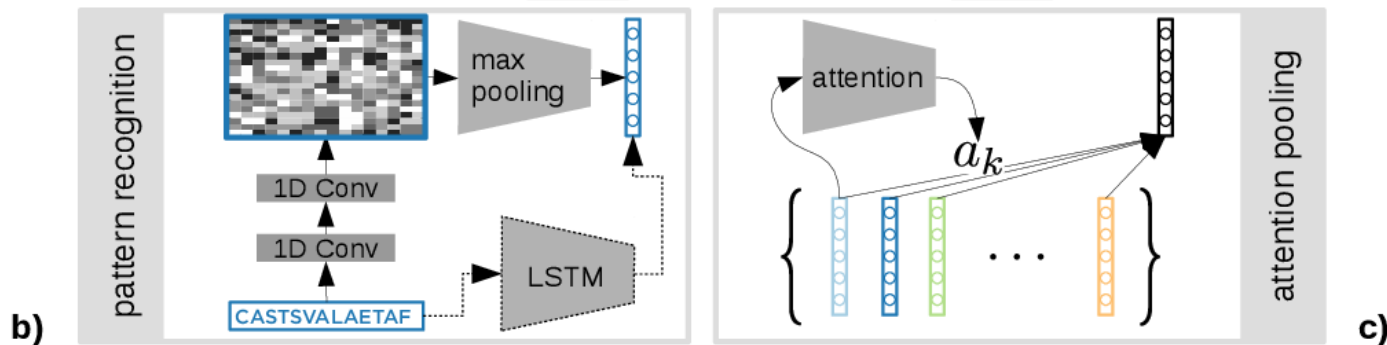 b)
pattern recognition
max
pooling
1D Conv
1D Conv
LSTM
CASTSVALAETAF
attention
a_k
. . .
attention pooling
c)